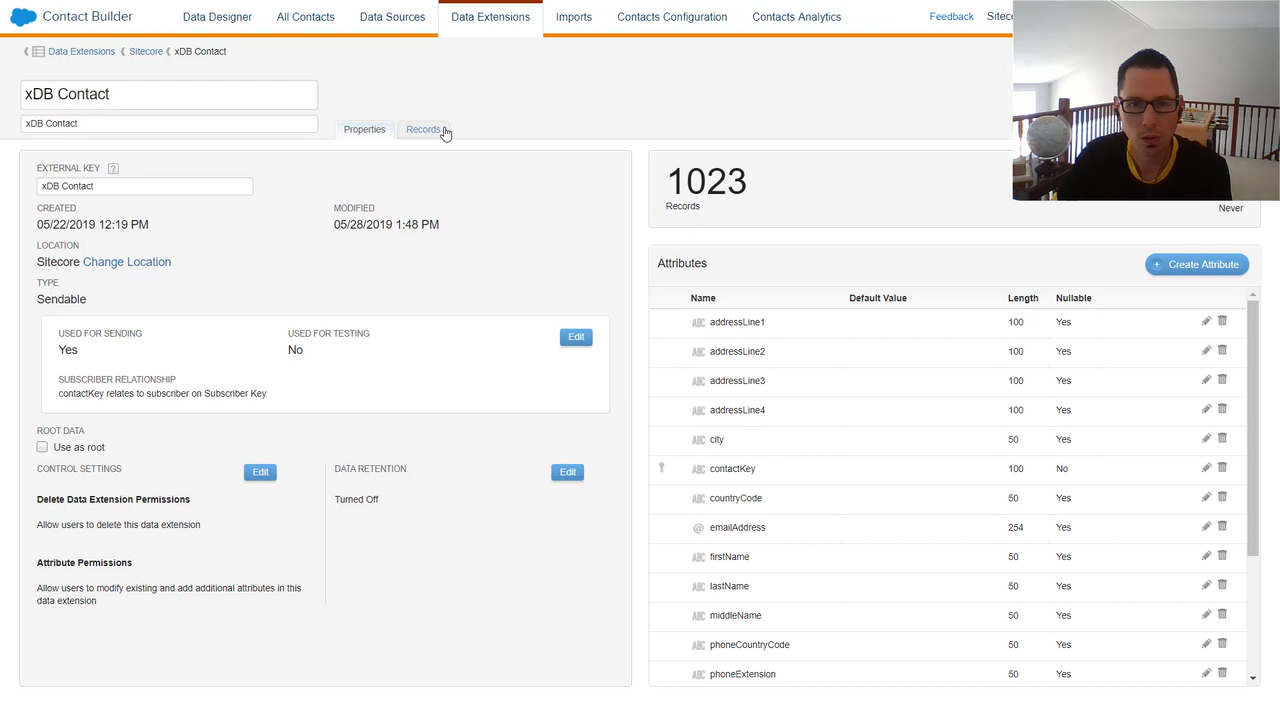 Contact Builder
Data Designer
All Contacts
Data Sources
Data Extensions
Imports
Contacts Configuration
Contacts Analytics
Feedback
Data Extensions
Sitecore
xDB Contact
xDB Contact
xDB Contact
Properties
Records
EXTERNAL KEY ?
xDB Contact
CREATED
05/22/2019 12:19 PM
MODIFIED
05/28/2019 1:48 PM
LOCATION
Sitecore Change Location
TYPE
Sendable
USED FOR SENDING
Yes
USED FOR TESTING
No
Edit
SUBSCRIBER RELATIONSHIP
contactKey relates to subscriber on Subscriber Key
ROOT DATA
Use as root
CONTROL SETTINGS
Edit
Delete Data Extension Permissions
Allow users to delete this data extension
Attribute Permissions
Allow users to modify existing and add additional attributes in this
data extension
DATA RETENTION
Edit
Turned Off
1023
Records
Never
Attributes
+ Create Attribute
Name Default Value Length Nullable
ABC addressLine1 100 Yes
ABC addressLine2 100 Yes
ABC addressLine3 100 Yes
ABC addressLine4 100 Yes
ABC city 50 Yes
ABC contactKey 100 No
ABC countryCode 50 Yes
@ emailAddress 254 Yes
ABC firstName 50 Yes
ABC lastName 50 Yes
ABC middleName 50 Yes
ABC phoneCountryCode 50 Yes
ABC phoneExtension 50 Yes